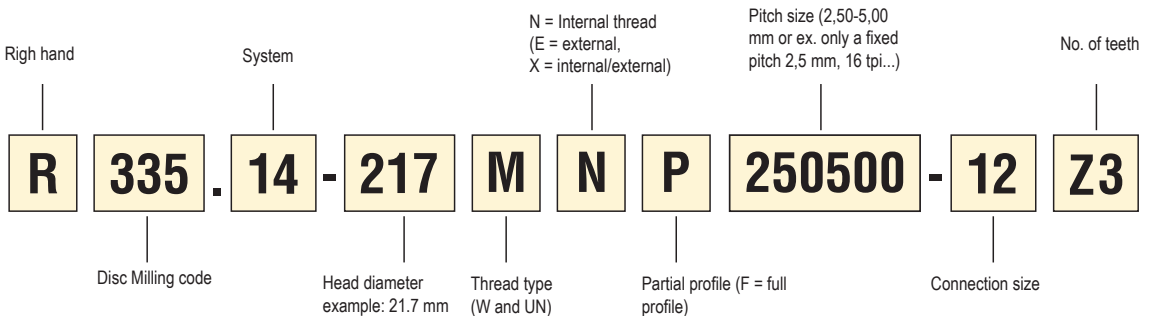 N = Internal thread
(E = external,
X = internal/external)
Pitch size (2,50-5,00
mm or ex. only a fixed
pitch 2,5 mm, 16 tpi...)
Righ hand
System
No. of teeth
R 335 . 14 - 217 M N P 250500 - 12 Z3
Disc Milling code
Head diameter
example: 21.7 mm
Thread type
(W and UN)
Partial profile (F = full
profile)
Connection size